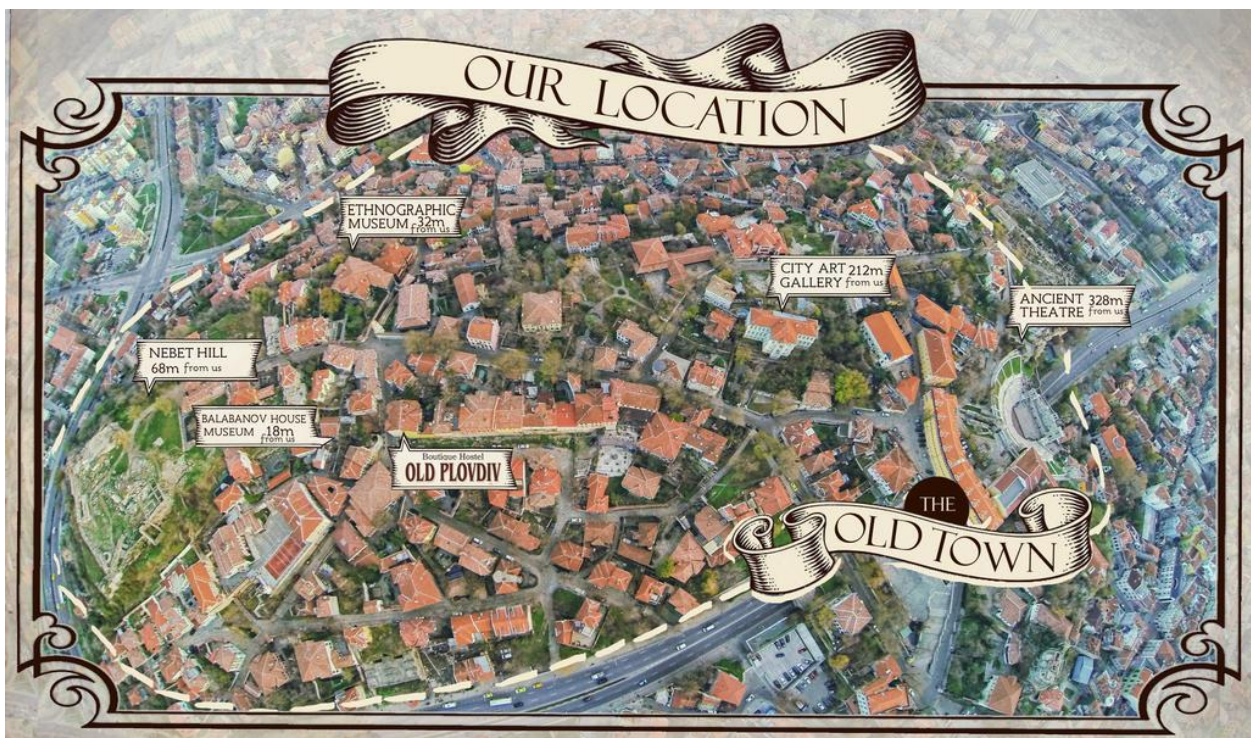 OUR LOCATION
ETHNOGRAPHIC
MUSEUM 32m
from us
CITY ART 212m
GALLERY from us
ANCIENT 328m
THEATRE from us
NEBET HILL
68m from us
BALABANOV HOUSE
MUSEUM 18m
from us
Boutique Hostel
OLD PLOVDIV
THE
OLD TOWN